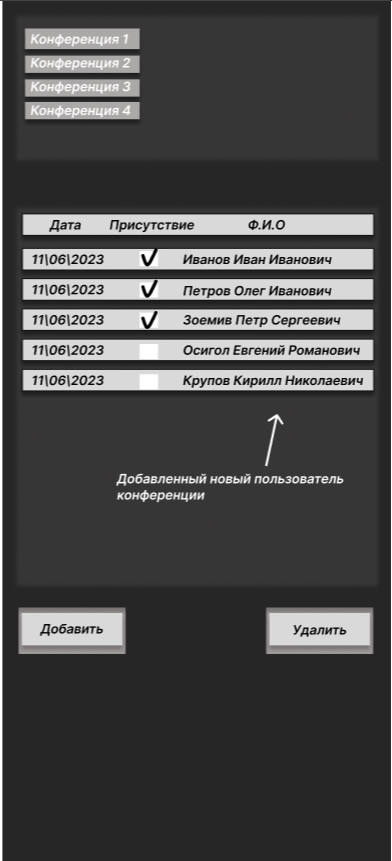 Конференция 1
Конференция 2
Конференция 3
Конференция 4
Дата Присутствие Ф.И.О
11\06\2023 Иванов Иван Иванович
11\06\2023 Петров Олег Иванович
11\06\2023 Зоемив Петр Сергеевич
11\06\2023 Осигол Евгений Романович
11\06\2023 Крупов Кирилл Николаевич
Добавленный новый пользователь
конференции
Добавить Удалить